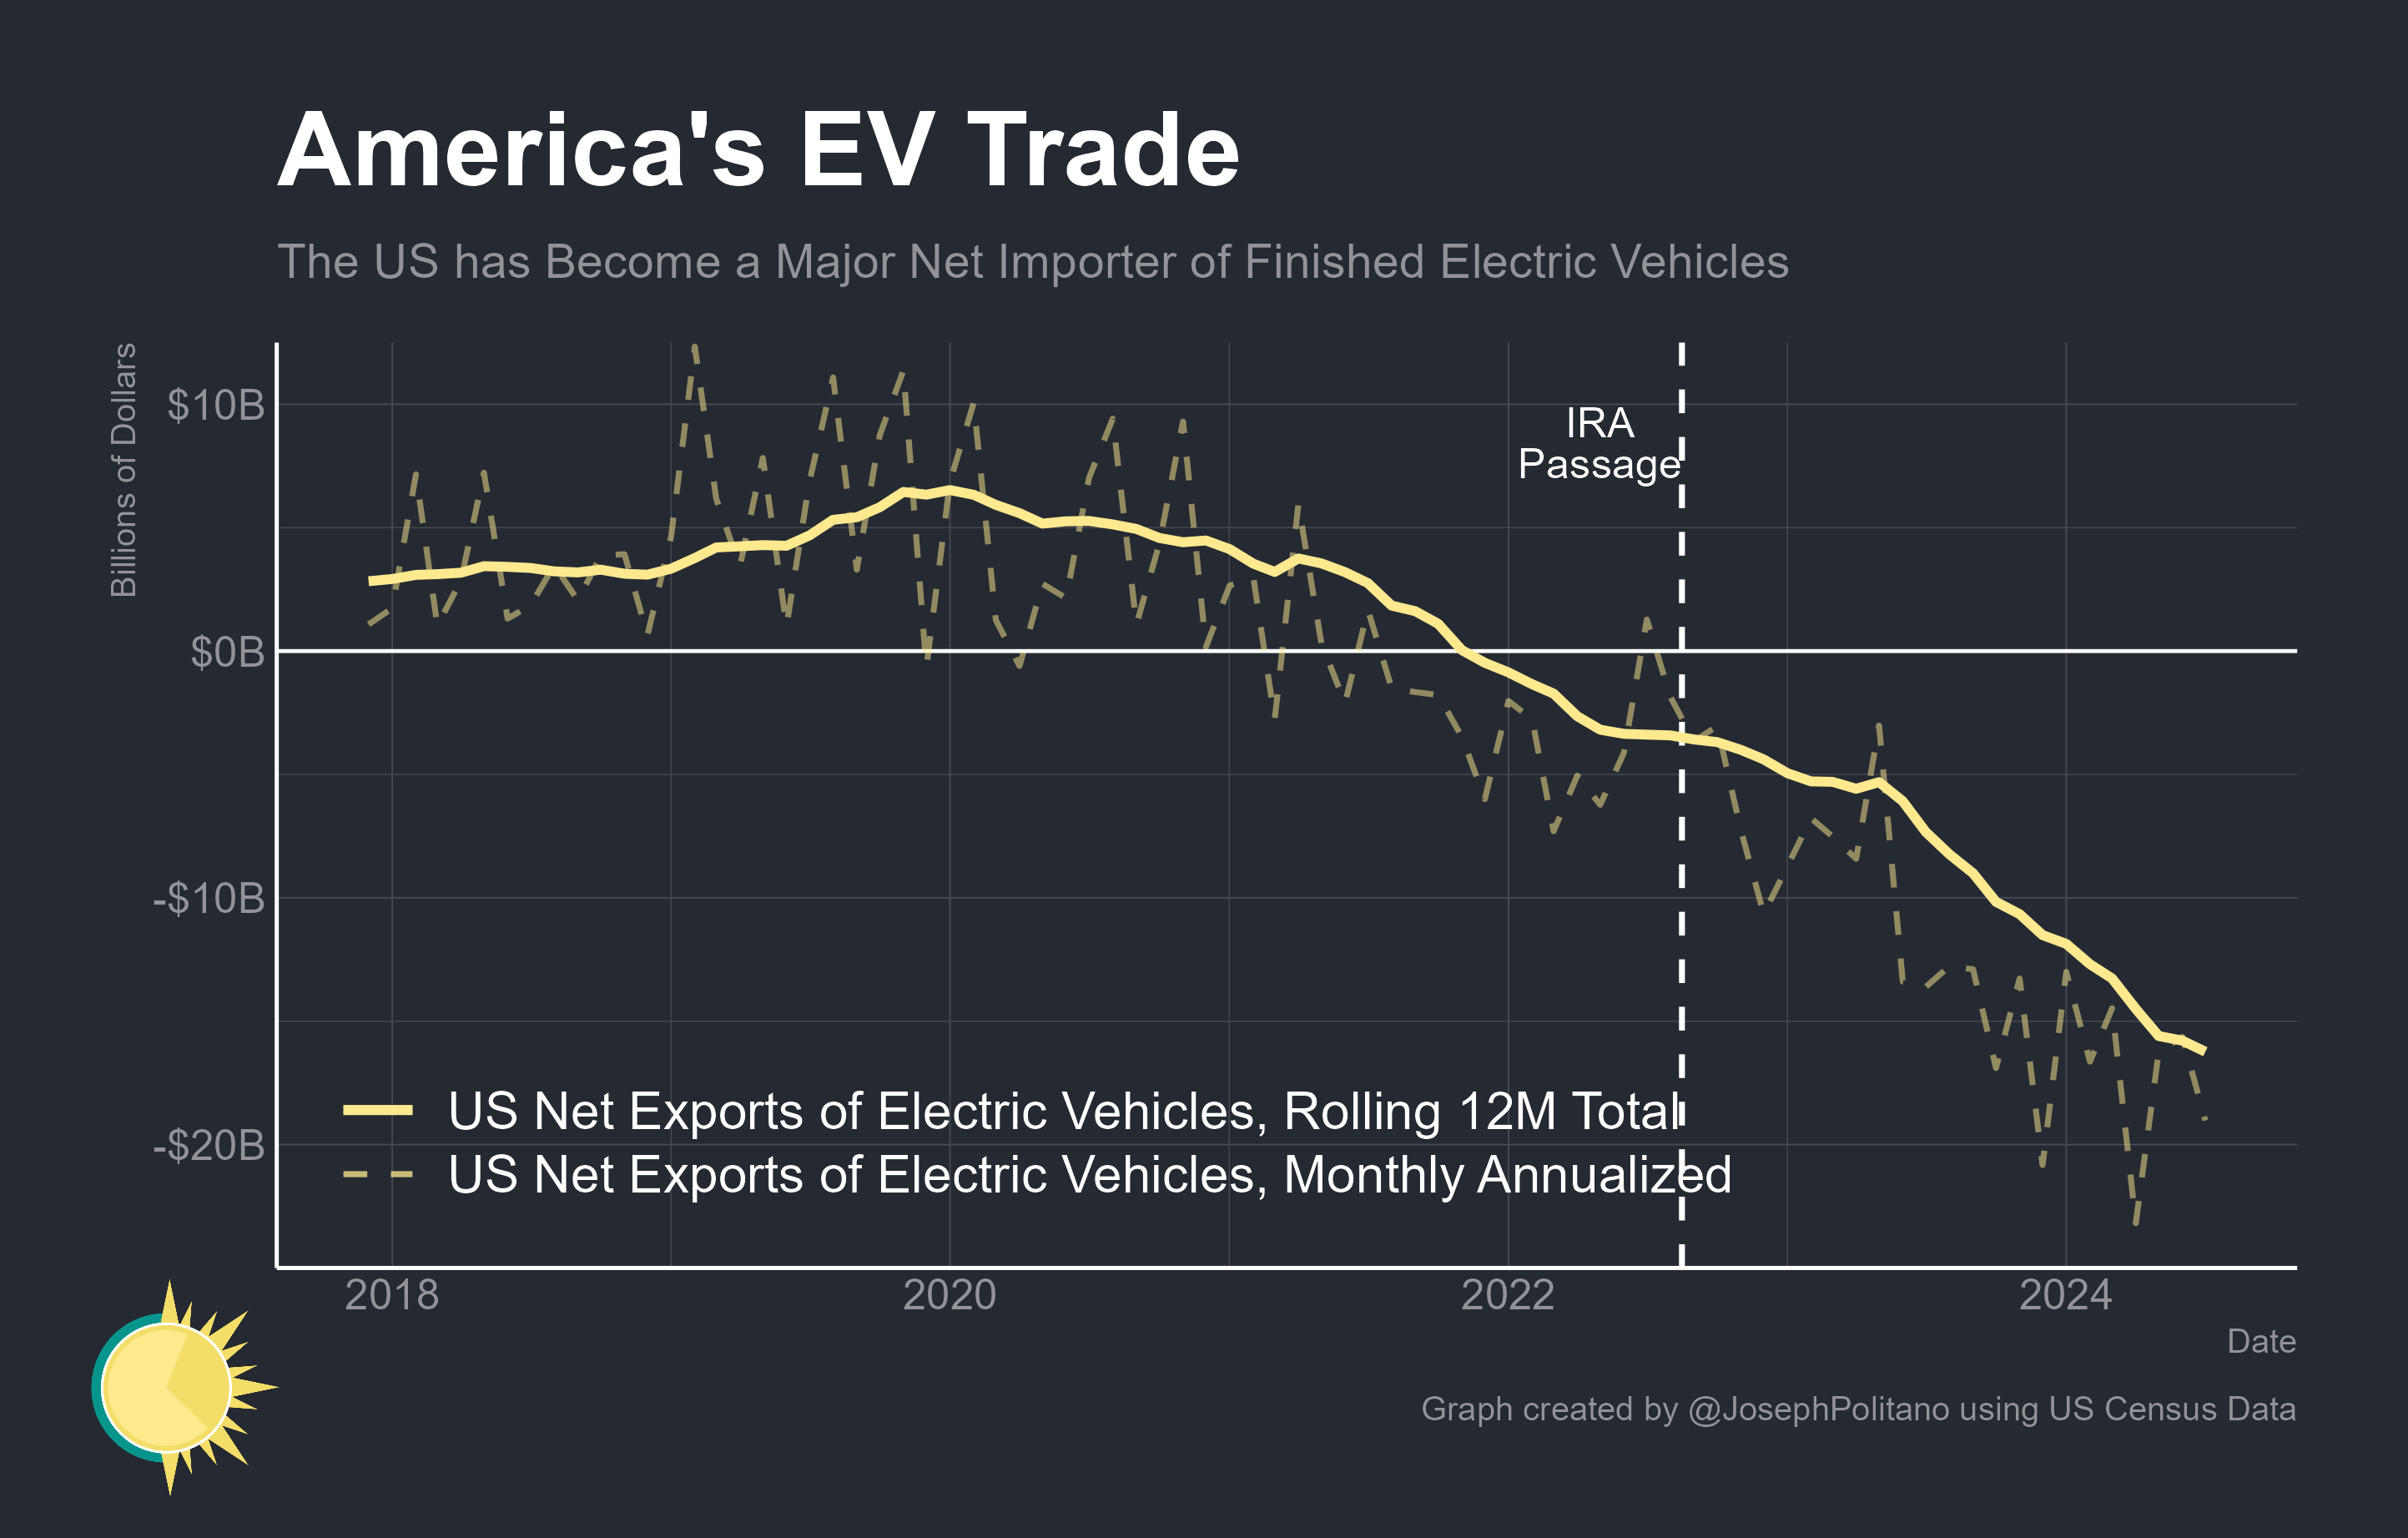 America's EV Trade
The US has Become a Major Net Importer of Finished Electric Vehicles
Billions of Dollars
$10B
$0B
-$10B
-$20B
IRA
Passage
US Net Exports of Electric Vehicles, Rolling 12M Total
US Net Exports of Electric Vehicles, Monthly Annualized
2018
2020
2022
2024
Date
Graph created by @JosephPolitano using US Census Data